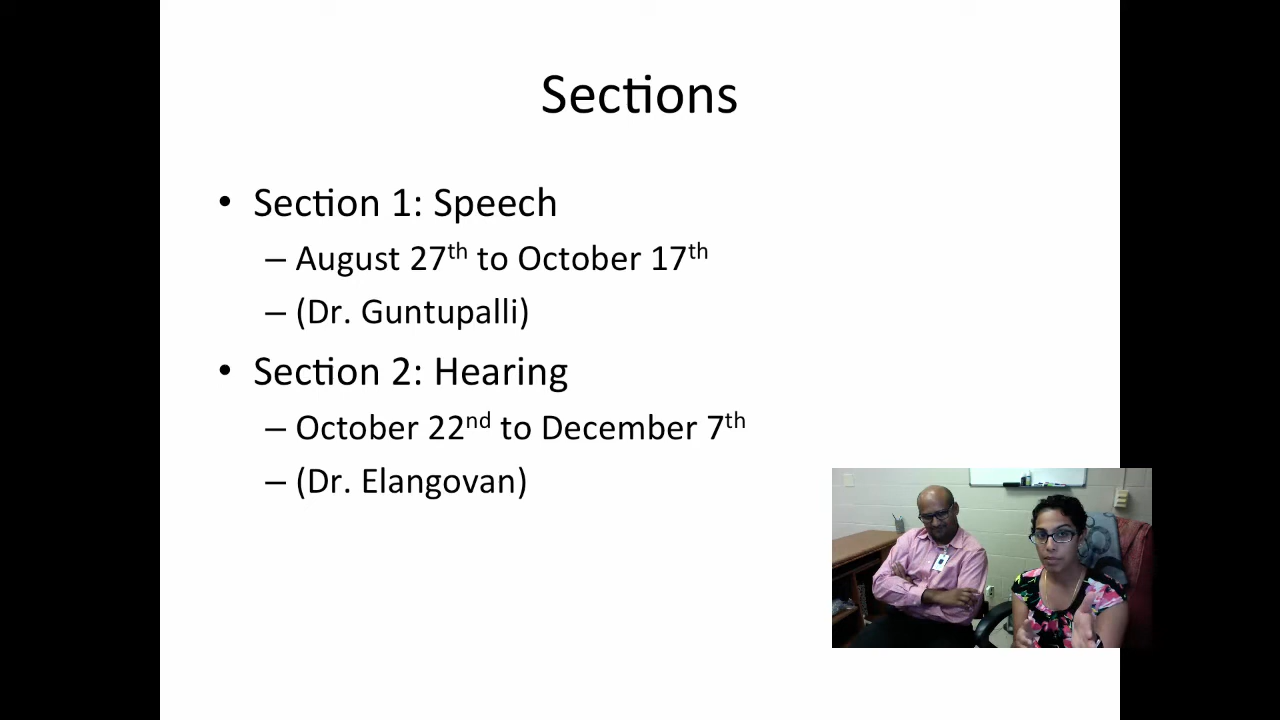 Sections
• Section 1: Speech
– August 27th to October 17th
– (Dr. Guntupalli)
• Section 2: Hearing
– October 22nd to December 7th
– (Dr. Elangovan)